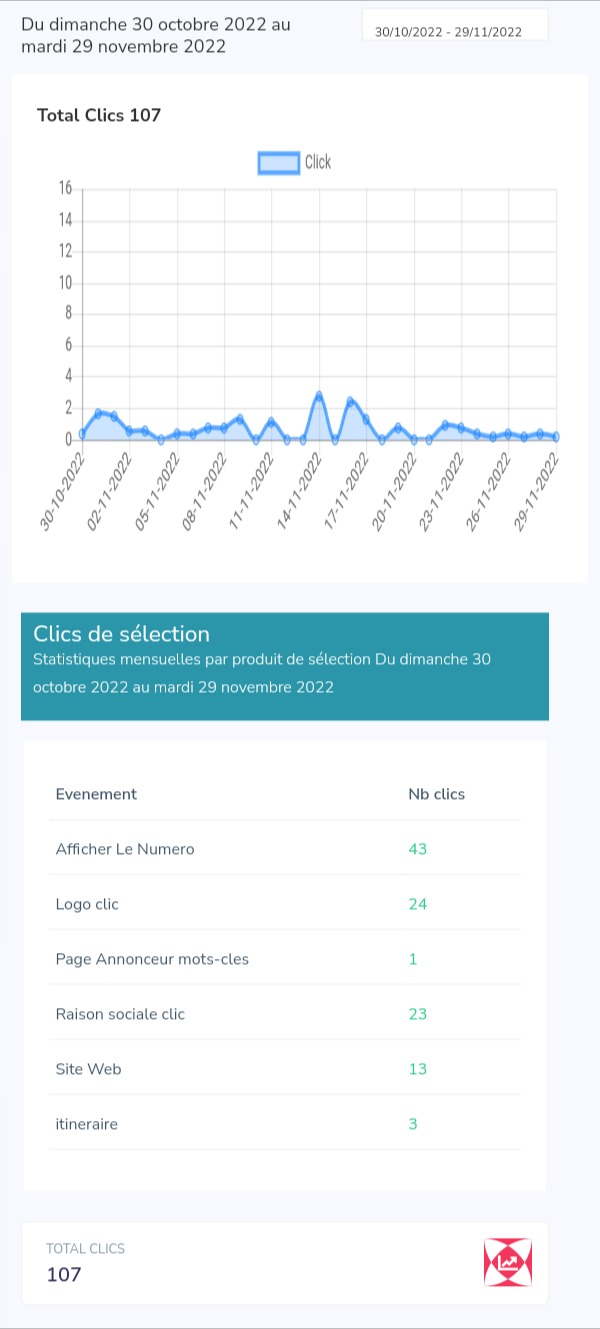 Du dimanche 30 octobre 2022 au
mardi 29 novembre 2022
30/10/2022 - 29/11/2022
Total Clics 107
Click
16
14
12
10
8
6
4
2
0
30-10-2022
02-11-2022
05-11-2022
08-11-2022
11-11-2022
14-11-2022
17-11-2022
20-11-2022
23-11-2022
26-11-2022
29-11-2022
Clics de sélection
Statistiques mensuelles par produit de sélection Du dimanche 30
octobre 2022 au mardi 29 novembre 2022
Evenement Nb clics
Afficher Le Numero 43
Logo clic 24
Page Annonceur mots-cles 1
Raison sociale clic 23
Site Web 13
itineraire 3
TOTAL CLICS
107